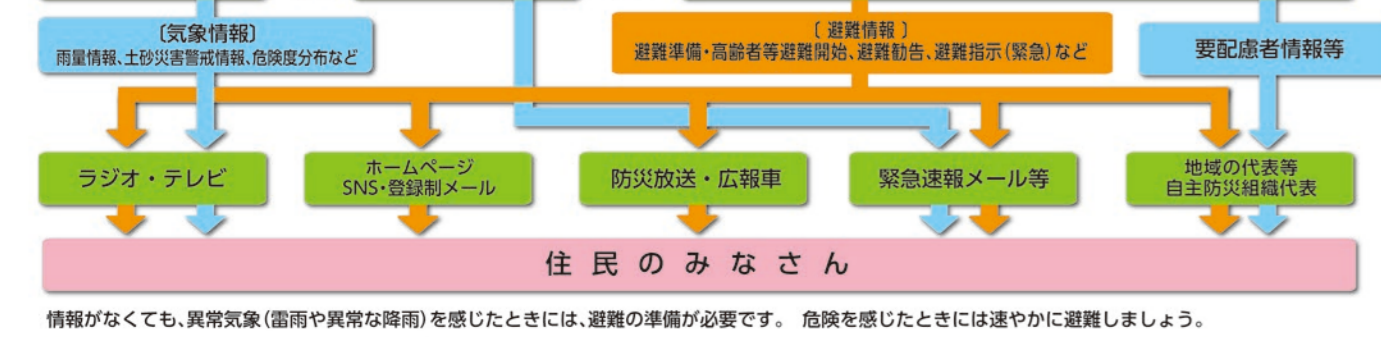 〔気象情報〕
雨量情報、土砂災害警戒情報、危険度分布など
〔 避難情報 〕
避難準備・高齢者等避難開始、避難勧告、避難指示(緊急)など
要配慮者情報等
ラジオ・テレビ
ホームページ
SNS・登録制メール
防災放送・広報車
緊急速報メール等
地域の代表等
自主防災組織代表
住民のみなさん
情報がなくても、異常気象(雷雨や異常な降雨)を感じたときには、避難の準備が必要です。 危険を感じたときには速やかに避難しましょう。